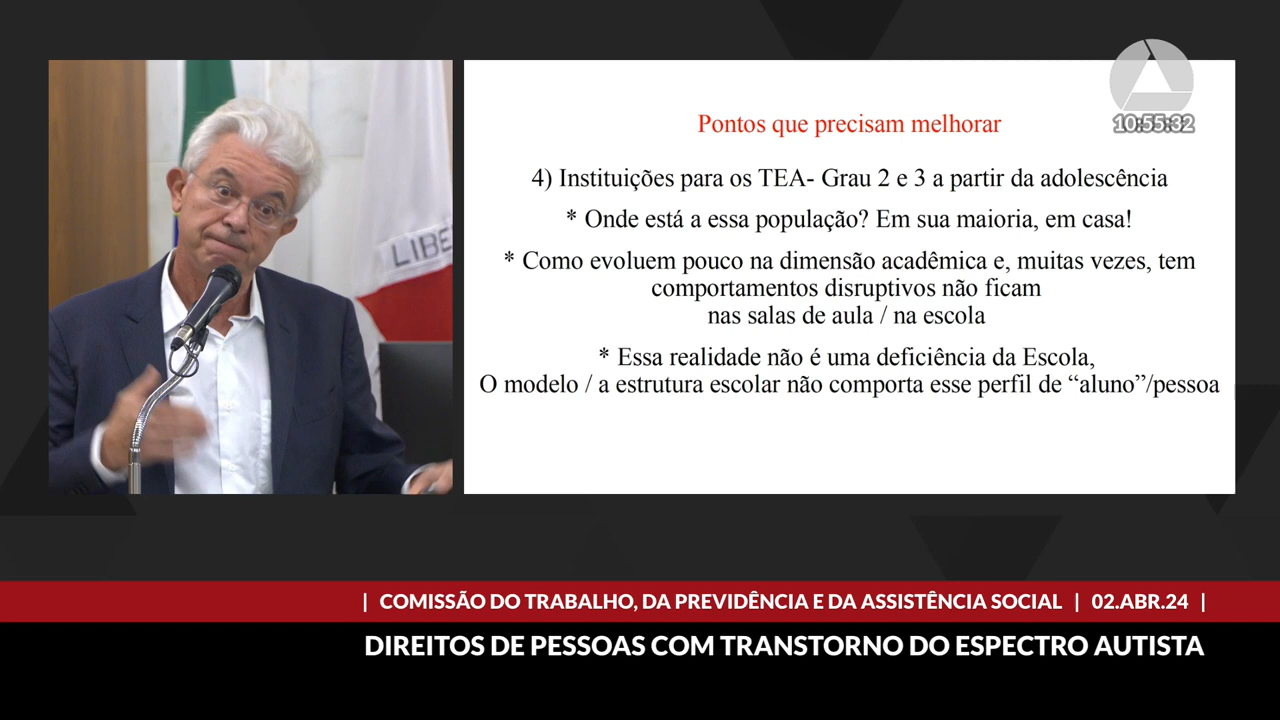 10:55:32
LIBE
Pontos que precisam melhorar
4) Instituições para os TEA- Grau 2 e 3 a partir da adolescência
* Onde está a essa população? Em sua maioria, em casa!
* Como evoluem pouco na dimensão acadêmica e, muitas vezes, tem
comportamentos disruptivos não ficam
nas salas de aula / na escola
* Essa realidade não é uma deficiência da Escola,
O modelo / a estrutura escolar não comporta esse perfil de “aluno”/pessoa
| COMISSÃO DO TRABALHO, DA PREVIDÊNCIA E DA ASSISTÊNCIA SOCIAL | 02.ABR.24 |
DIREITOS DE PESSOAS COM TRANSTORNO DO ESPECTRO AUTISTA